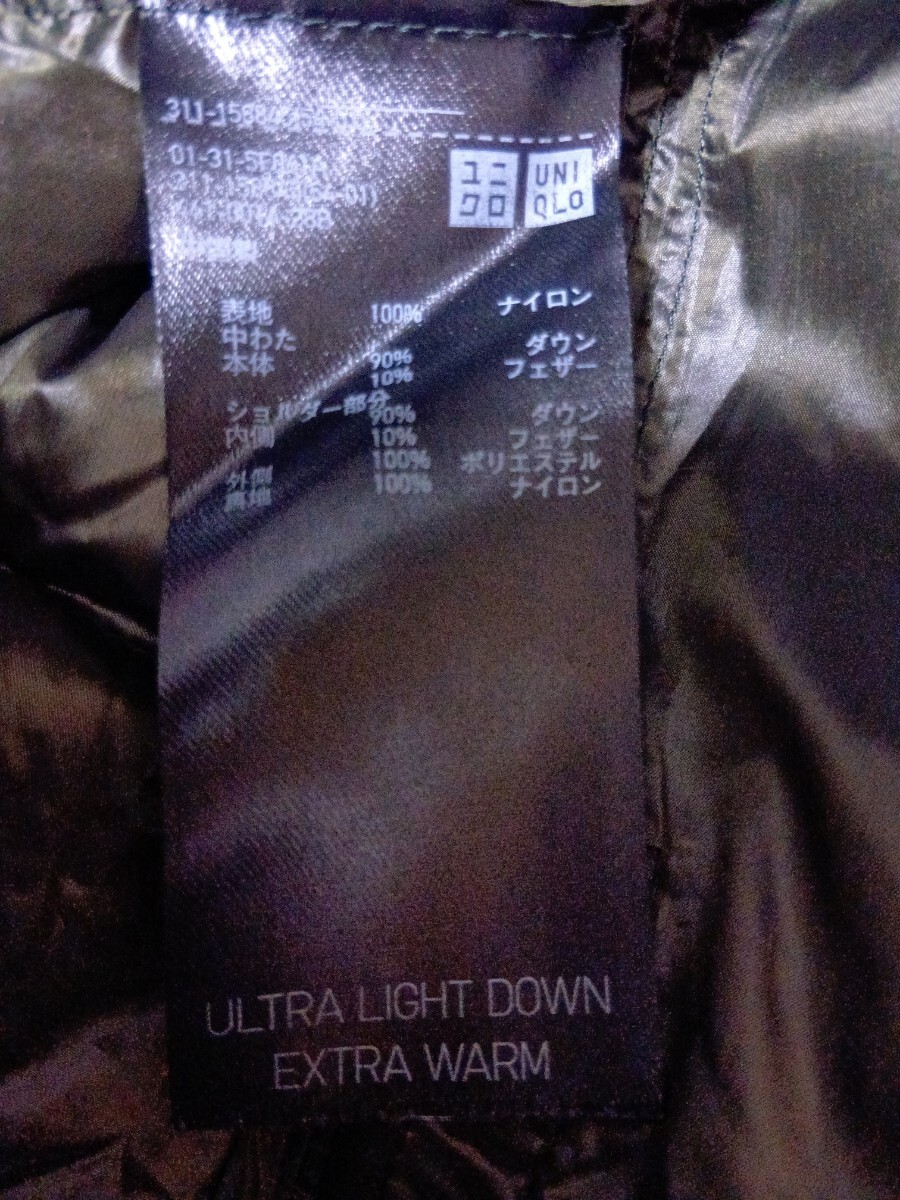 ユニ
クロ
UNI
QLO
表地 100% ナイロン
中わた
本体 90% ダウン
10% フェザー
ショルダー部分
内側 90% ダウン
10% フェザー
外側 100% ポリエステル
裏地 100% ナイロン
ULTRA LIGHT DOWN
EXTRA WARM